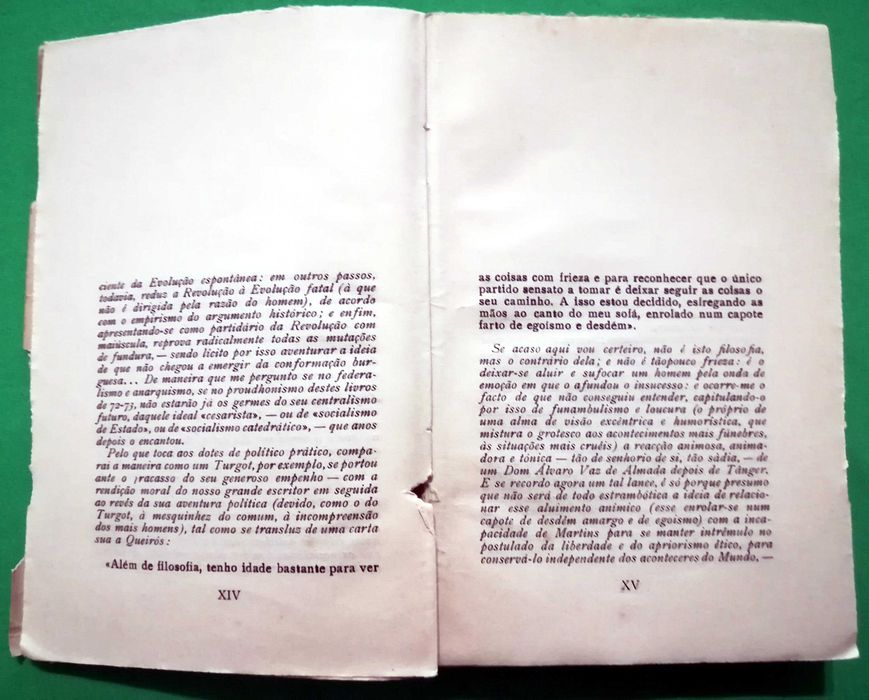 ciente da Evolução espontânea: em outros passos,
todavia, reduz a Revolução à Evolução fatal (à que
não é dirigida pela razão do homem), de acordo
com o empirismo do argumento histórico; e enfim,
apresentando-se como partidário da Revolução com
maiúscula, reprova radicalmente todas as mutações
de fundura, — sendo lícito por isso aventurar a ideia
de que não chegou a emergir da conformação bur-
guesa... De maneira que me pergunto se no federa-
lismo e anarquismo, se no proudhonismo destes livros
de 72-73, não estarão já os germes do seu centralismo
futuro, daquele ideal «cesarista», — ou de «socialismo
de Estado», ou de «socialismo catedrático», — que anos
depois o encantou.
Pelo que toca aos dotes de político prático, compa-
rai a maneira como um Turgot, por exemplo, se portou
ante o fracasso do seu generoso empenho — com a
rendição moral do nosso grande escritor em seguida
ao revés da sua aventura política (devido, como o do
Turgot, à mesquinhez do comum, à incompreensão
dos mais homens), tal como se transluz de uma carta
sua a Queirós:
«Além de filosofia, tenho idade bastante para ver
XIV
as coisas com frieza e para reconhecer que o único
partido sensato a tomar é deixar seguir as coisas o
seu caminho. A isso estou decidido, esfregando as
mãos ao canto do meu sofá, enrolado num capote
farto de egoísmo e desdém».
Se acaso aqui vou certeiro, não é isto filosofia,
mas o contrário dela; e não é tãopouco frieza: é o
deixar-se aluir e sufocar um homem pela onda de
emoção em que o afundou o insucesso: e ocorre-me o
facto de que não conseguiu entender, capitulando-o
por isso de funambulismo e loucura (o próprio de
uma alma de visão excêntrica e humorística, que
mistura o grotesco aos acontecimentos mais fúnebres,
às situações mais cruéis) a reacção animosa, anima-
dora e tónica — tão de senhorio de si, tão sàdia, — de
um Dom Álvaro Vaz de Almada depois de Tânger.
E se recordo agora um tal lance, é só porque presumo
que não será de todo estrambótica a ideia de relacio-
nar esse aluimento anímico (esse enrolar-se num
capote de desdém amargo e de egoísmo) com a inca-
pacidade de Martins para se manter intrêmulo no
postulado da liberdade e do apriorismo ético, para
conservá-lo independente dos aconteceres do Mundo, —
XV